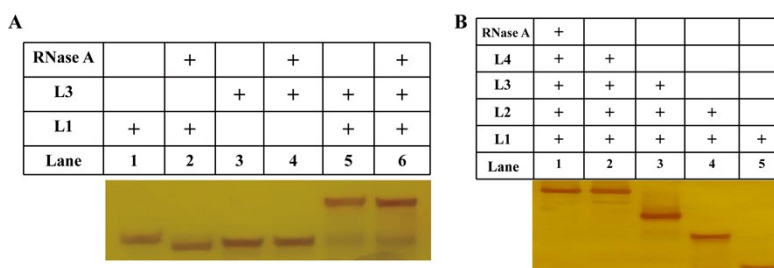 A
RNase A + + +
L3 + + + +
L1 + + + +
Lane 1 2 3 4 5 6
B
RNase A +
L4 + +
L3 + + +
L2 + + + +
L1 + + + + +
Lane 1 2 3 4 5